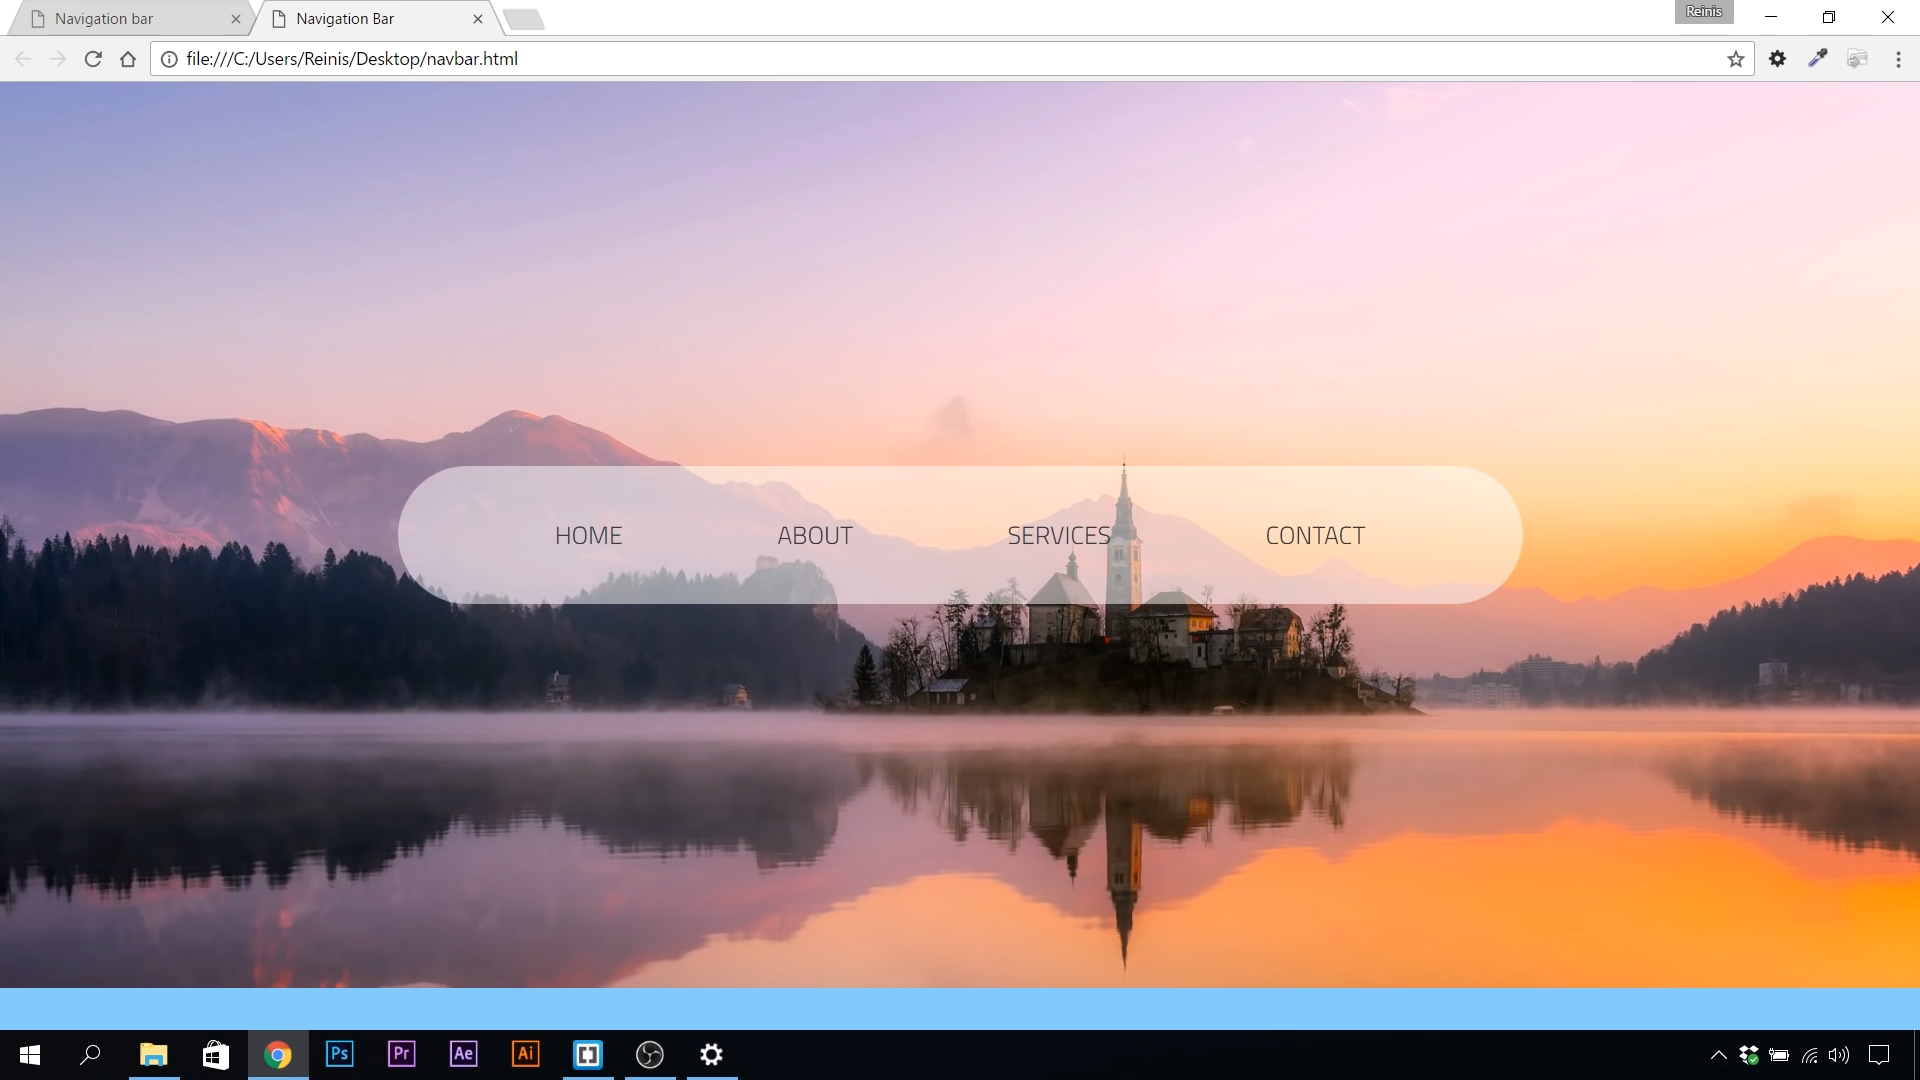 Navigation bar
Navigation Bar
Reinis
file:///C:/Users/Reinis/Desktop/navbar.html
HOME ABOUT SERVICES CONTACT
Ps Pr Ae Ai